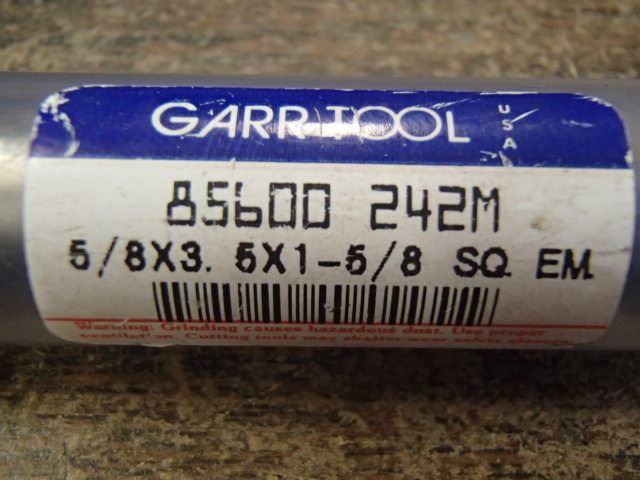 GARR TOOL
USA
85600 242M
5/8X3. 5X1-5/8 SQ. EM.
Warning: Grinding causes hazardous dust. Use proper
ventilation. Cutting tools may shatter-wear safety glasses.